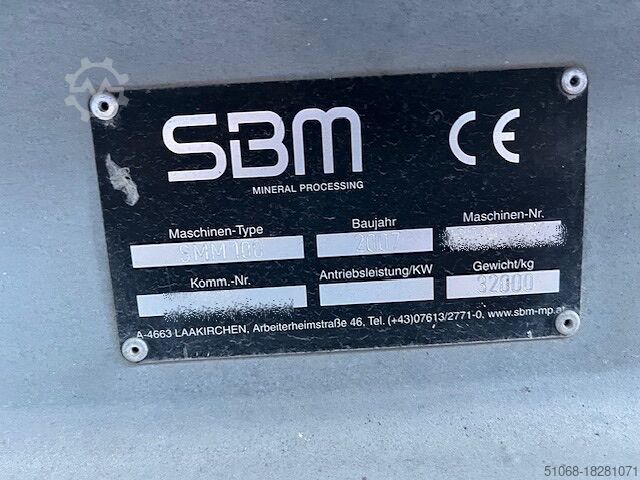 SBM CE
MINERAL PROCESSING
Maschinen-Type Baujahr Maschinen-Nr.
SMM 2007
Komm.-Nr. Antriebsleistung/KW Gewicht/kg
32000
A-4663 LAAKIRCHEN, Arbeiterheimstraße 46, Tel. (+43)07613/2771-0, www.sbm-mp.at
51068-18281071